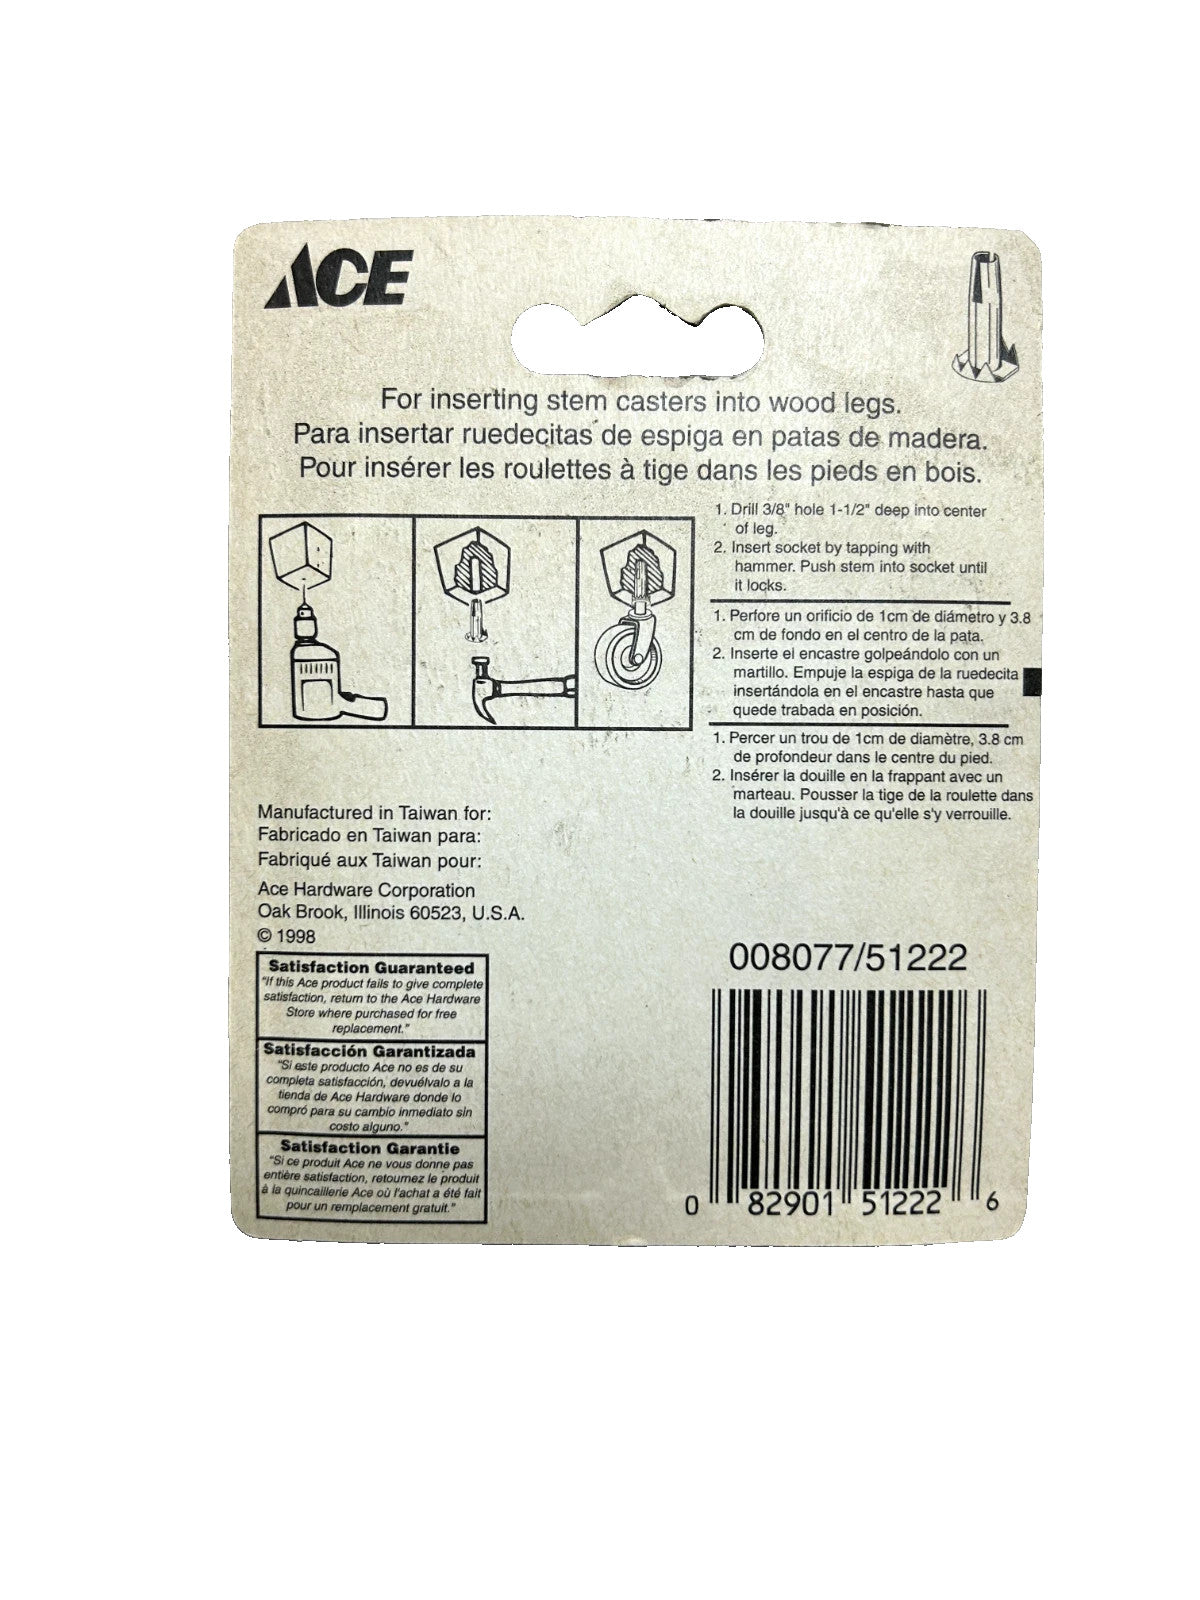 ACE
For inserting stem casters into wood legs.
Para insertar ruedecitas de espiga en patas de madera.
Pour insérer les roulettes à tige dans les pieds en bois.
1. Drill 3/8" hole 1-1/2" deep into center
of leg.
2. Insert socket by tapping with
hammer. Push stem into socket until
it locks.
1. Perfore un orificio de 1cm de diámetro y 3.8
cm de fondo en el centro de la pata.
2. Inserte el encastre golpeándolo con un
martillo. Empuje la espiga de la ruedecita
insertándola en el encastre hasta que
quede trabada en posición.
1. Percer un trou de 1cm de diamètre, 3.8 cm
de profondeur dans le centre du pied.
2. Insérer la douille en la frappant avec un
marteau. Pousser la tige de la roulette dans
la douille jusqu'à ce qu'elle s'y verrouille.
Manufactured in Taiwan for:
Fabricado en Taiwan para:
Fabriqué aux Taiwan pour:
Ace Hardware Corporation
Oak Brook, Illinois 60523, U.S.A.
© 1998
Satisfaction Guaranteed
"If this Ace product fails to give complete
satisfaction, return to the Ace Hardware
Store where purchased for free
replacement."
Satisfacción Garantizada
"Si este producto Ace no es de su
completa satisfacción, devuélvalo a la
tienda de Ace Hardware donde lo
compró para su cambio inmediato sin
costo alguno."
Satisfaction Garantie
"Si ce produit Ace ne vous donne pas
entière satisfaction, retournez le produit
à la quincaillerie Ace où l'achat a été fait
pour un remplacement gratuit."
008077/51222
0 82901 51222 6